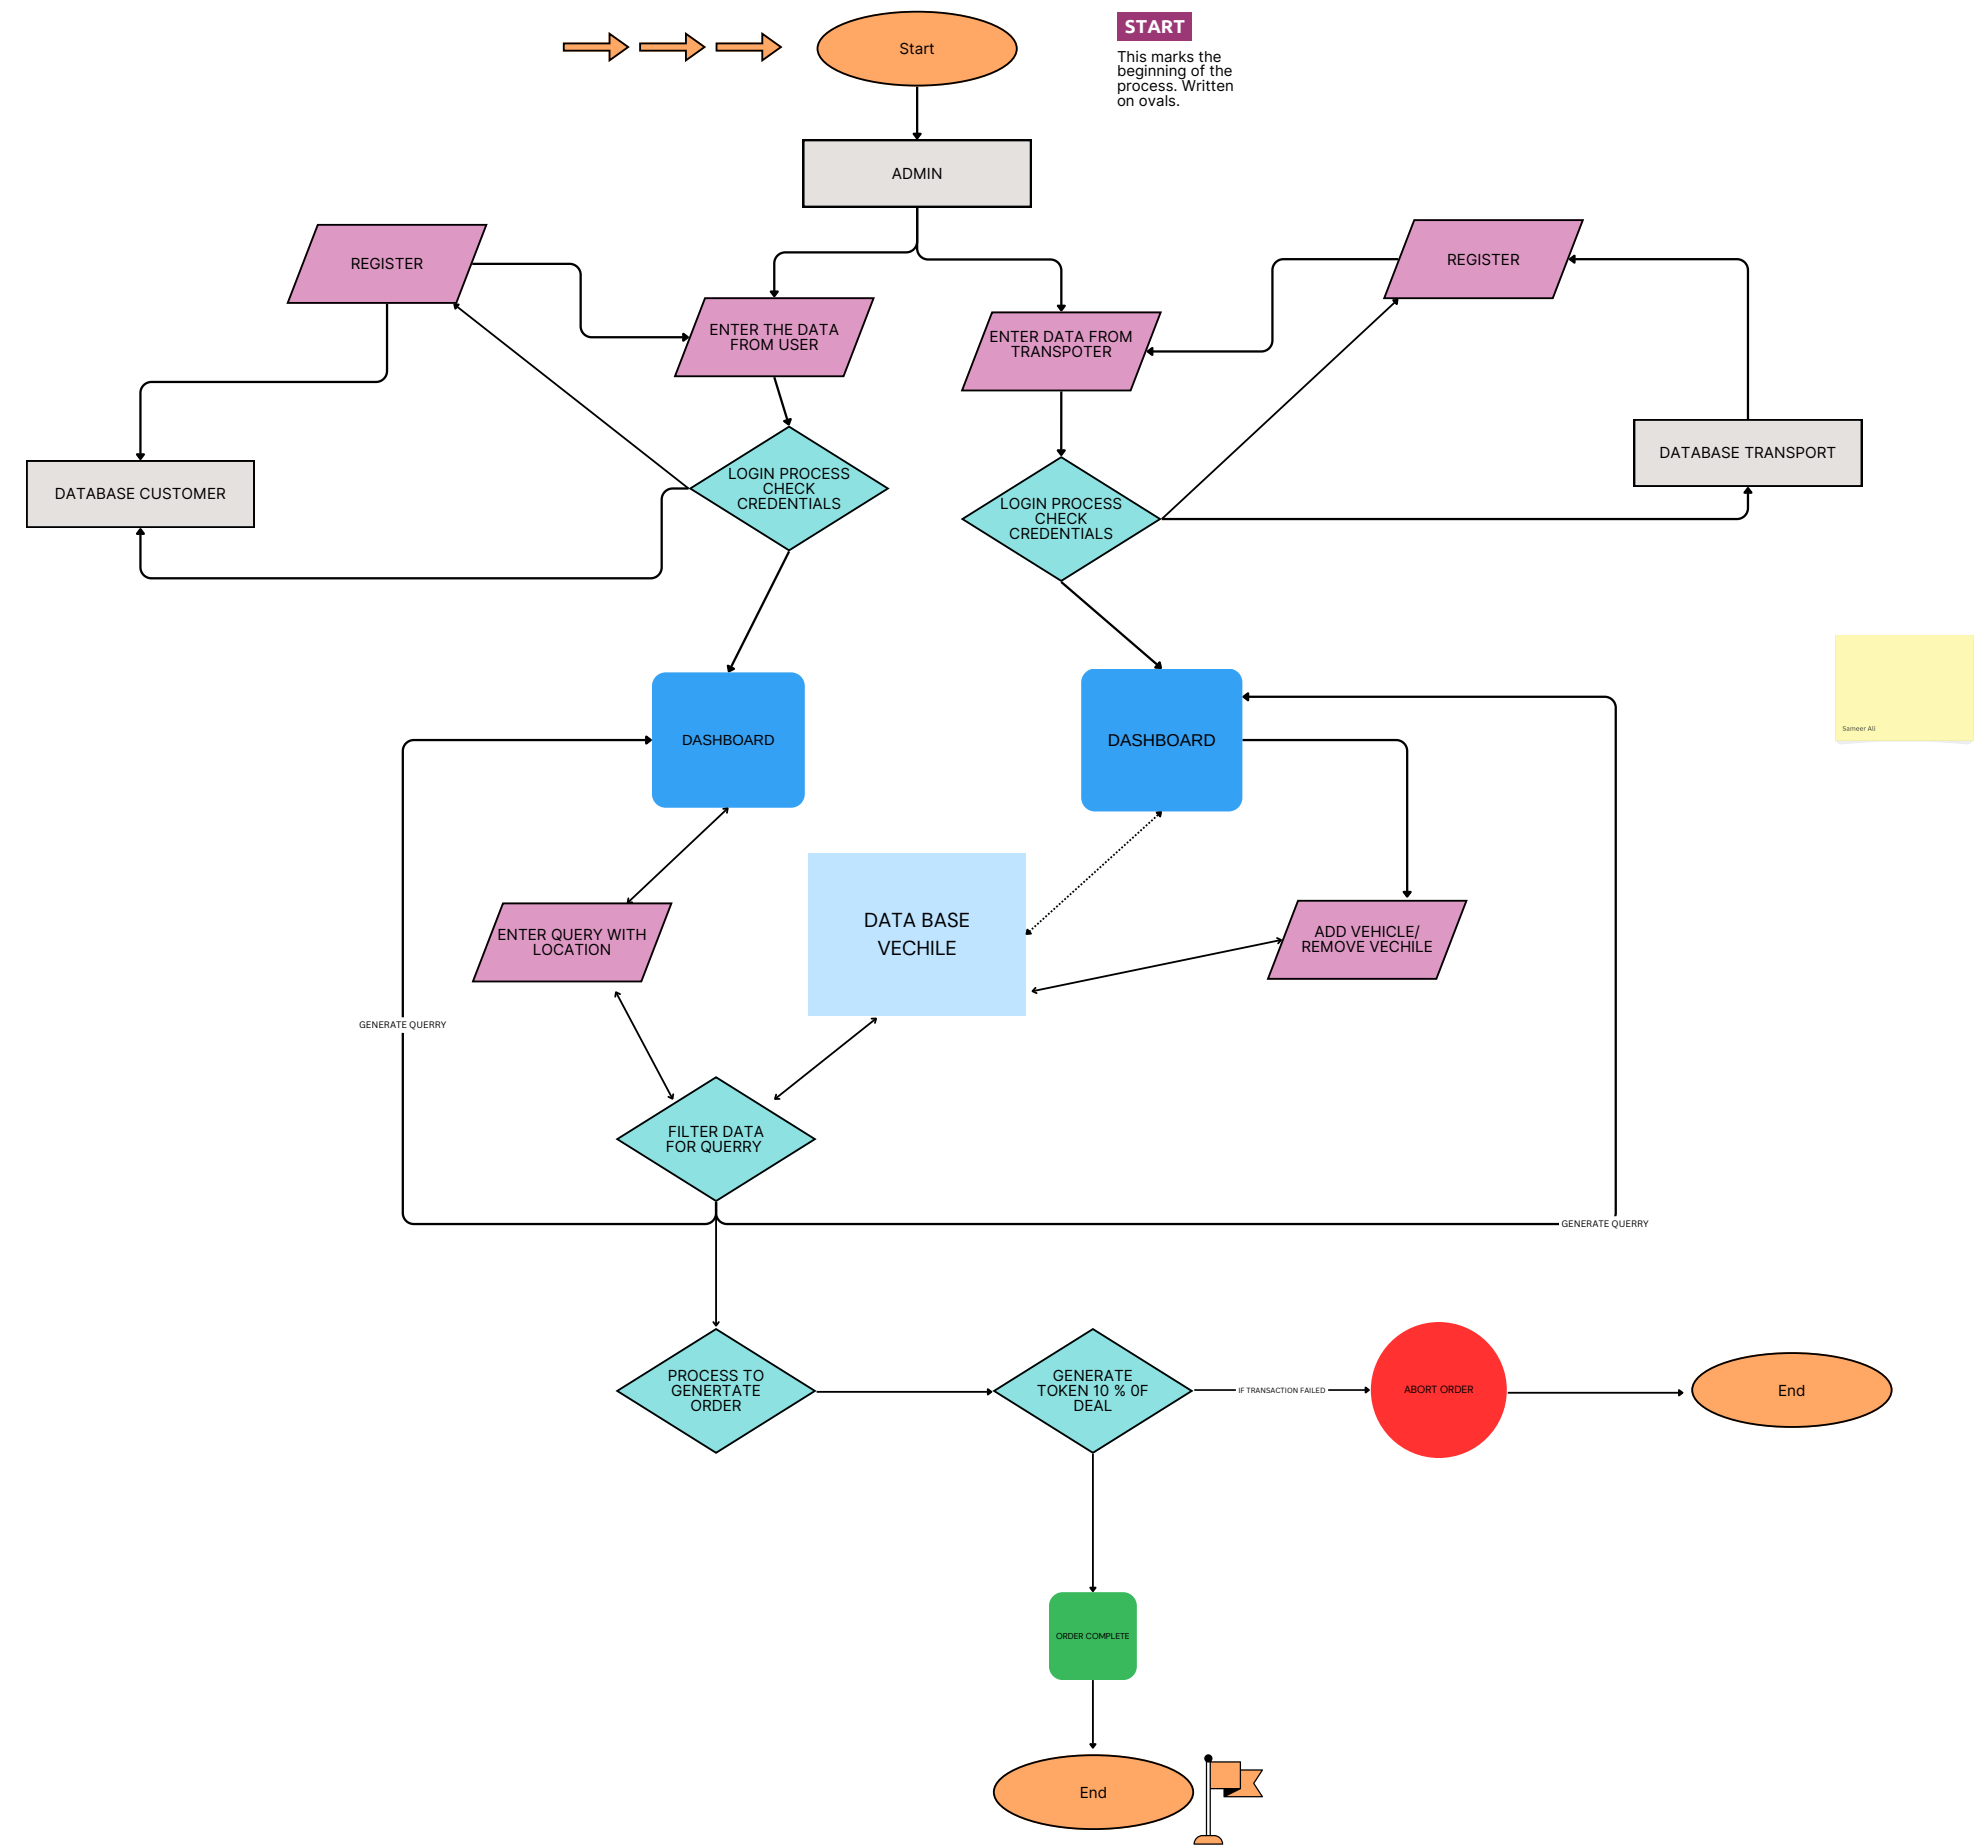 Start
START
This marks the
beginning of the
process. Written
on ovals.
ADMIN
REGISTER
REGISTER
ENTER THE DATA
FROM USER
ENTER DATA FROM
TRANSPOTER
DATABASE CUSTOMER
LOGIN PROCESS
CHECK
CREDENTIALS
LOGIN PROCESS
CHECK
CREDENTIALS
DATABASE TRANSPORT
DASHBOARD
DASHBOARD
Sameer Ali
DATA BASE
VECHILE
ENTER QUERY WITH
LOCATION
ADD VEHICLE/
REMOVE VECHILE
GENERATE QUERRY
FILTER DATA
FOR QUERRY
GENERATE QUERRY
PROCESS TO
GENERTATE
ORDER
GENERATE
TOKEN 10 % 0F
DEAL
IF TRANSACTION FAILED
ABORT ORDER
End
ORDER COMPLETE
End